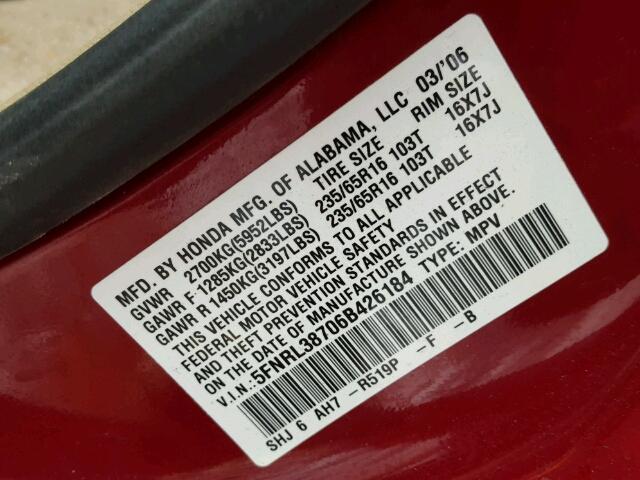 MFD. BY HONDA MFG. OF ALABAMA, LLC 03/'06
TIRE SIZE RIM SIZE
GVWR 2700KG(5952LBS)
GAWR F 1285KG(2833LBS) 235/65R16 103T 16X7J
GAWR R 1450KG(3197LBS) 235/65R16 103T 16X7J
THIS VEHICLE CONFORMS TO ALL APPLICABLE
FEDERAL MOTOR VEHICLE SAFETY
AND THEFT PREVENTION STANDARDS IN EFFECT
ON THE DATE OF MANUFACTURE SHOWN ABOVE.
V.I.N.:5FNRL38706B426184 TYPE: MPV
SHJ 6 AH7 -R519P -F -B